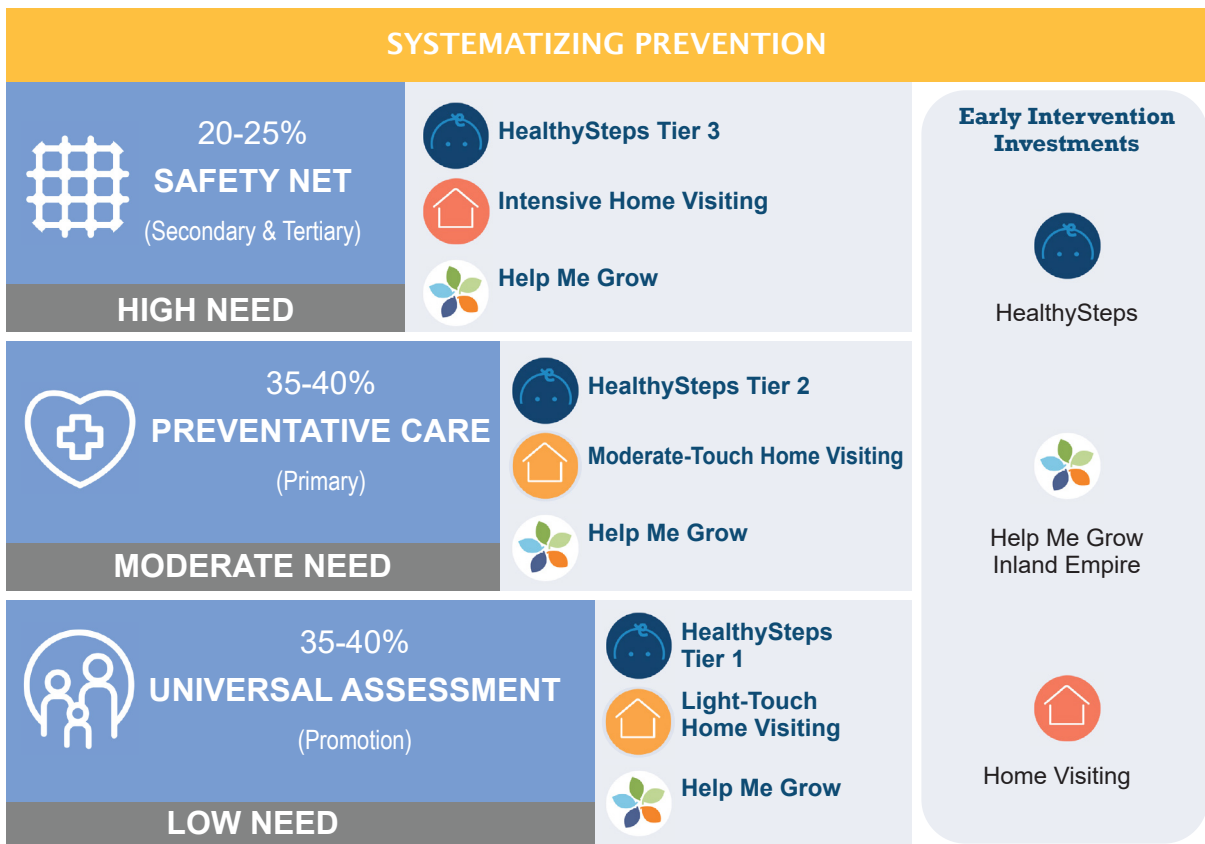 SYSTEMATIZING PREVENTION
20-25%
SAFETY NET
(Secondary & Tertiary)
HIGH NEED
HealthySteps Tier 3
Intensive Home Visiting
Help Me Grow
35-40%
PREVENTATIVE CARE
(Primary)
MODERATE NEED
HealthySteps Tier 2
Moderate-Touch Home Visiting
Help Me Grow
35-40%
UNIVERSAL ASSESSMENT
(Promotion)
LOW NEED
HealthySteps
Tier 1
Light-Touch
Home Visiting
Help Me Grow
Early Intervention
Investments
HealthySteps
Help Me Grow
Inland Empire
Home Visiting